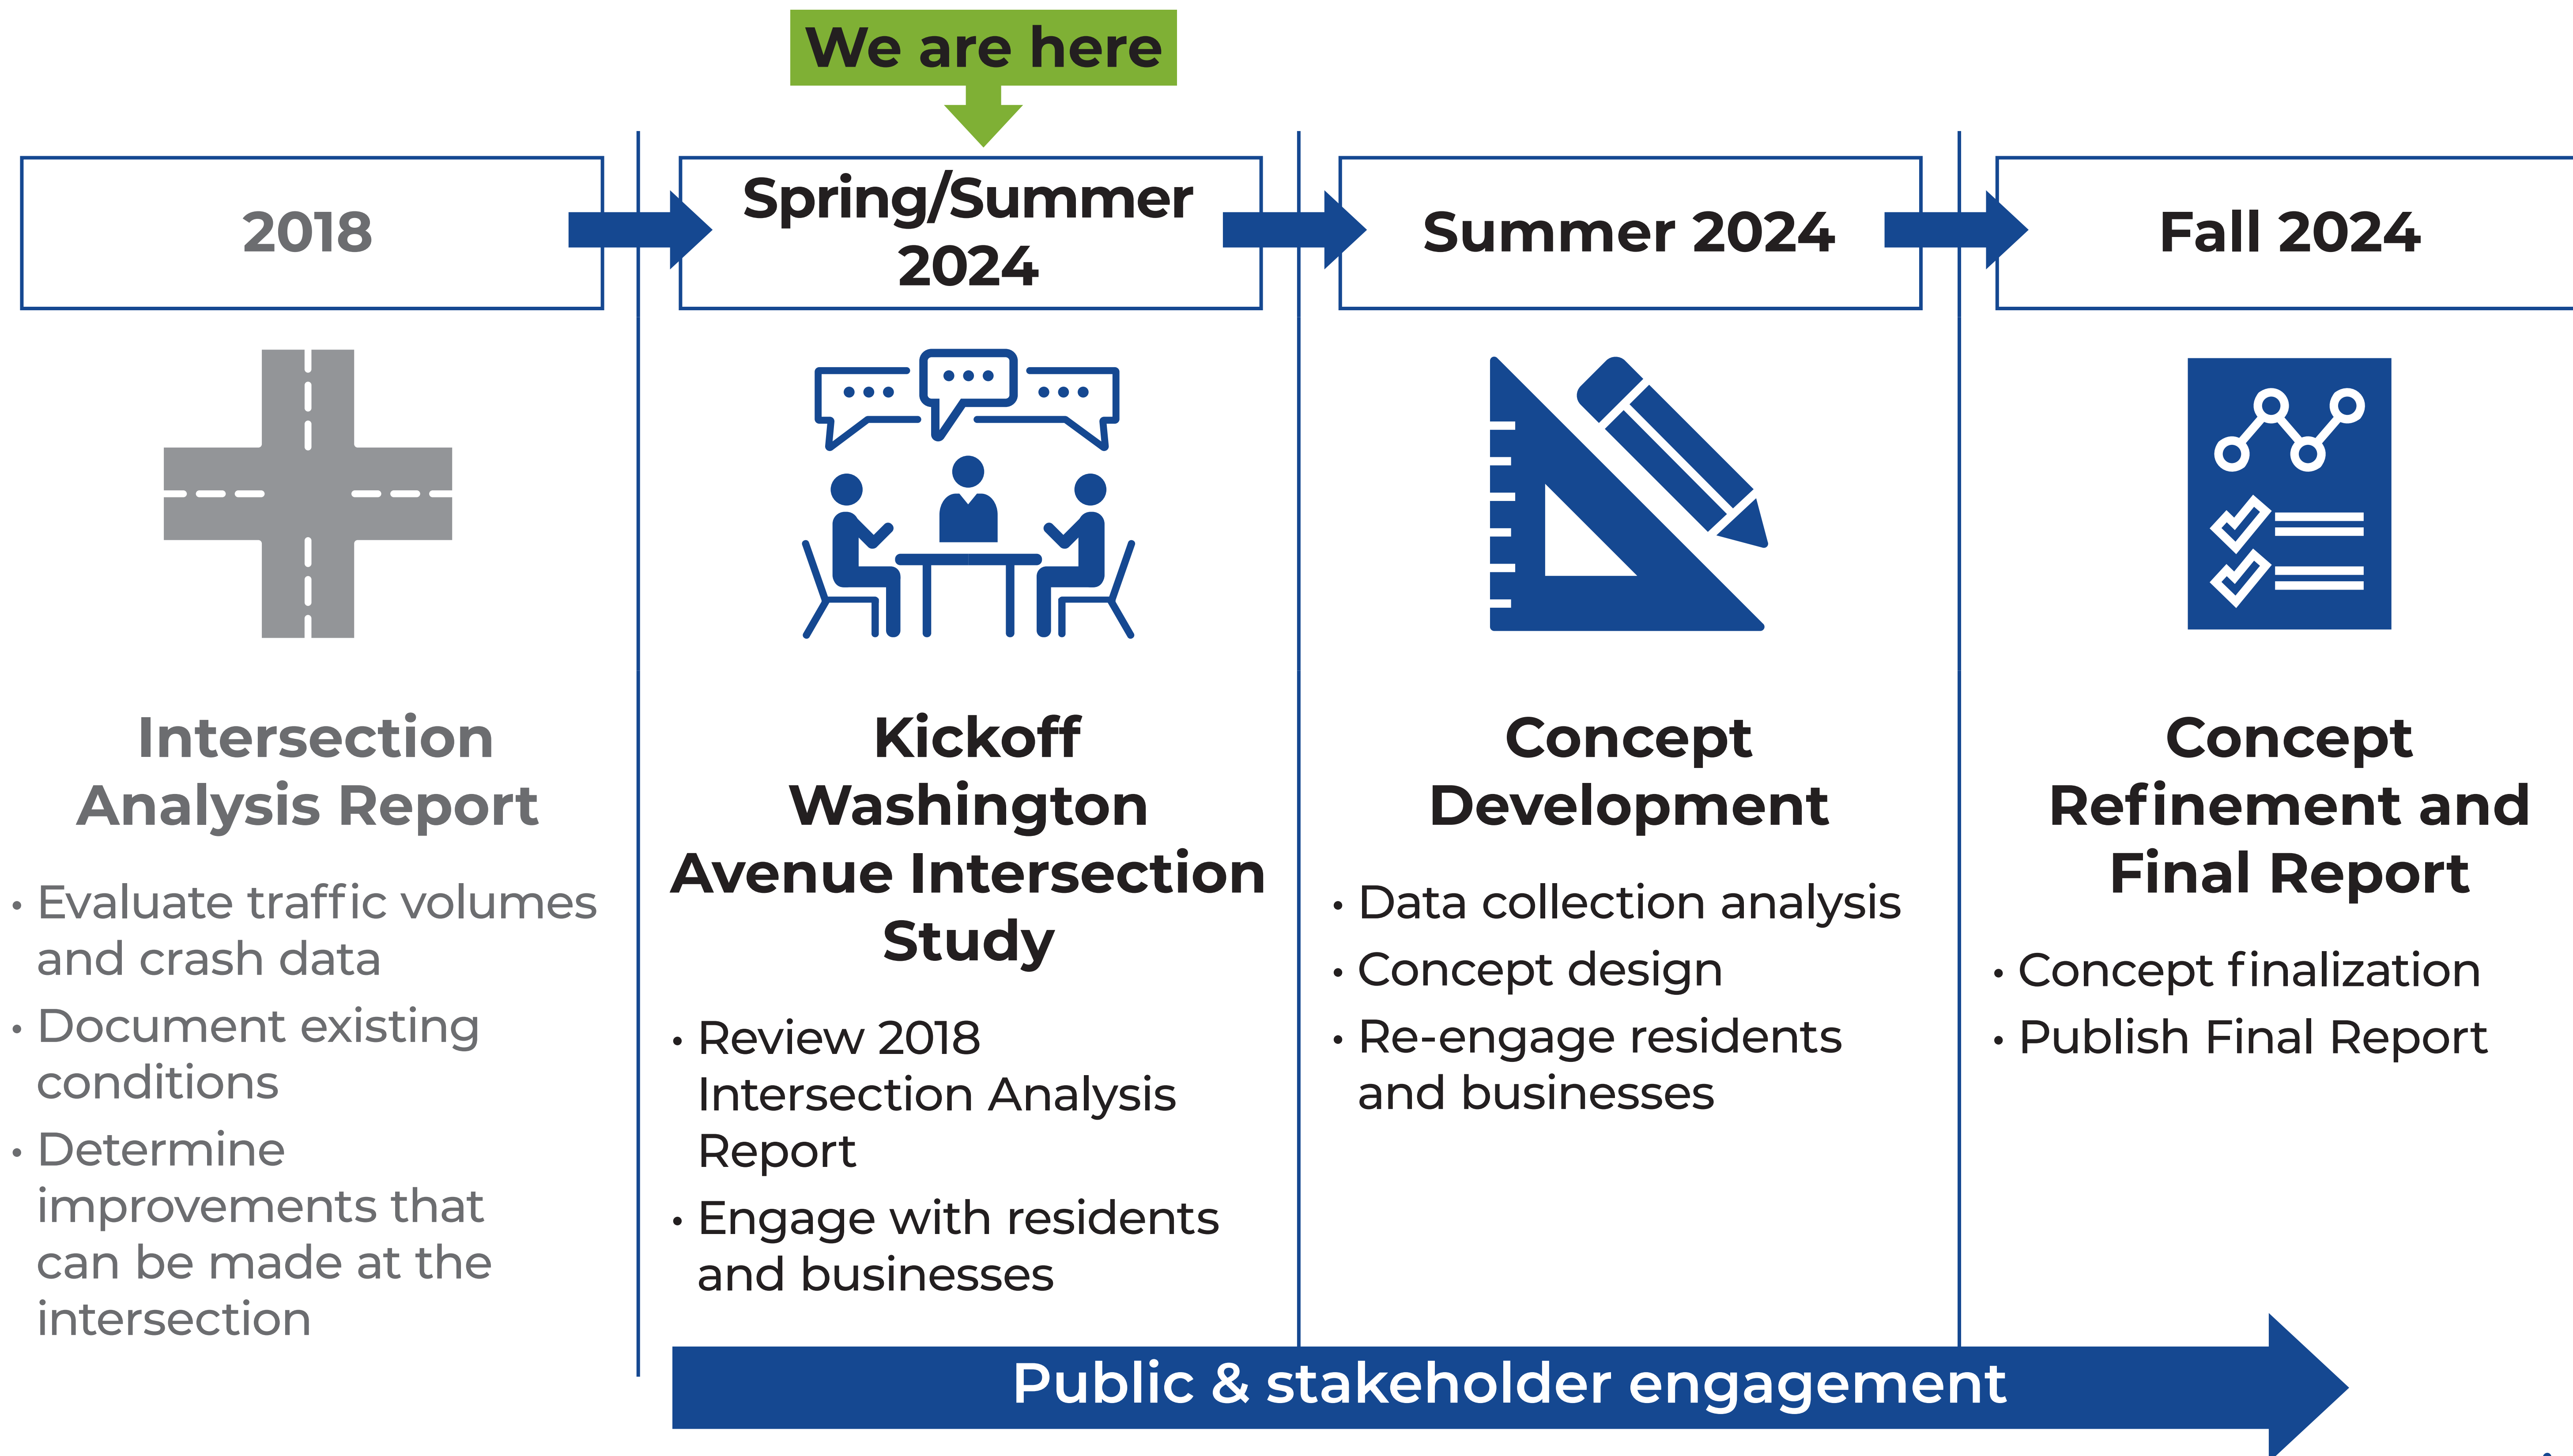 We are here
2018
Spring/Summer
2024
Summer 2024
Fall 2024
Intersection
Analysis Report
• Evaluate traffic volumes
and crash data
• Document existing
conditions
• Determine
improvements that
can be made at the
intersection
Kickoff
Washington
Avenue Intersection
Study
• Review 2018
Intersection Analysis
Report
• Engage with residents
and businesses
Concept
Development
• Data collection analysis
• Concept design
• Re-engage residents
and businesses
Concept
Refinement and
Final Report
• Concept finalization
• Publish Final Report
Public & stakeholder engagement